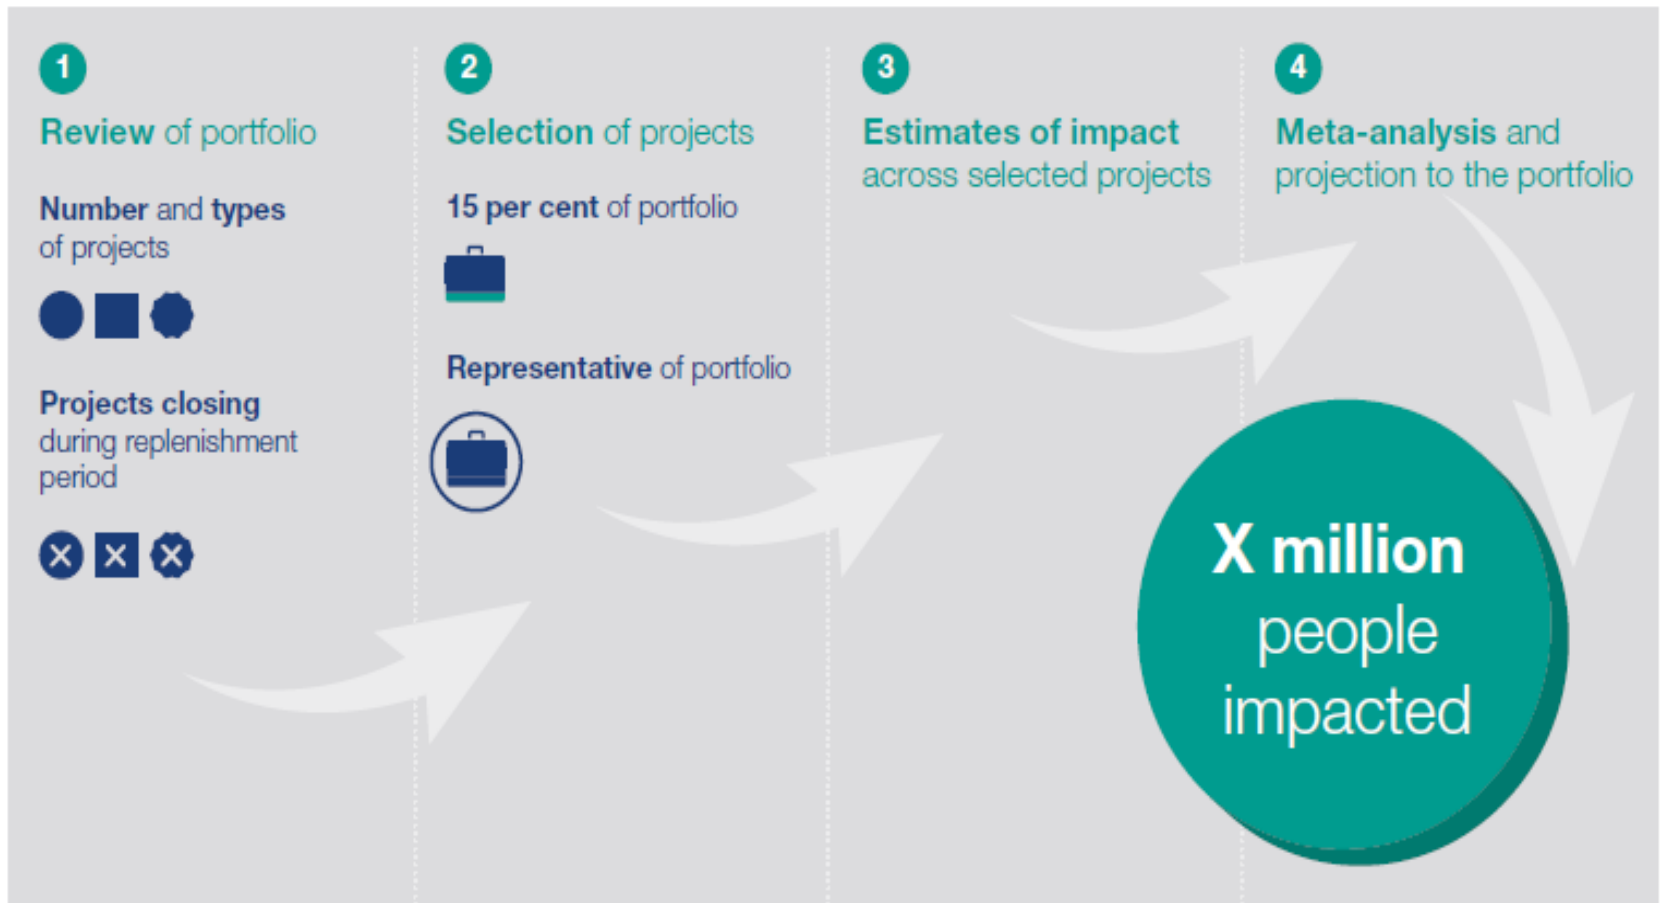 1
Review of portfolio
Number and types
of projects
Projects closing
during replenishment
period
2
Selection of projects
15 per cent of portfolio
Representative of portfolio
3
Estimates of impact
across selected projects
4
Meta-analysis and
projection to the portfolio
X million
people
impacted